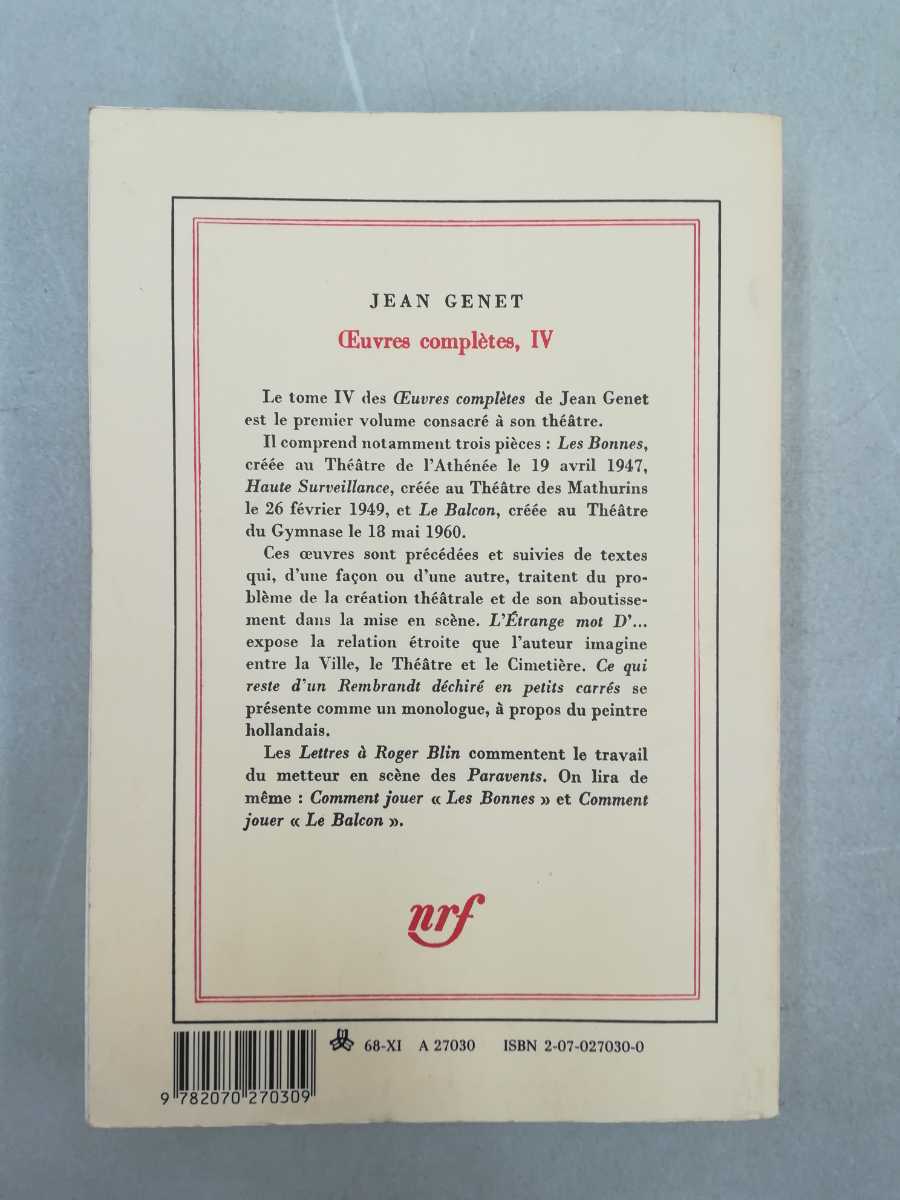 JEAN GENET
Œuvres complètes, IV
Le tome IV des Œuvres complètes de Jean Genet
est le premier volume consacré à son théâtre.
Il comprend notamment trois pièces : Les Bonnes,
créée au Théâtre de l'Athénée le 19 avril 1947,
Haute Surveillance, créée au Théâtre des Mathurins
le 26 février 1949, et Le Balcon, créée au Théâtre
du Gymnase le 18 mai 1960.
Ces œuvres sont précédées et suivies de textes
qui, d'une façon ou d'une autre, traitent du pro-
blème de la création théâtrale et de son aboutisse-
ment dans la mise en scène. L'Étrange mot D'...
expose la relation étroite que l'auteur imagine
entre la Ville, le Théâtre et le Cimetière. Ce qui
reste d'un Rembrandt déchiré en petits carrés se
présente comme un monologue, à propos du peintre
hollandais.
Les Lettres à Roger Blin commentent le travail
du metteur en scène des Paravents. On lira de
même : Comment jouer « Les Bonnes » et Comment
jouer « Le Balcon ».
nrf
68-XI A 27030 ISBN 2-07-027030-0
9 782070 270309